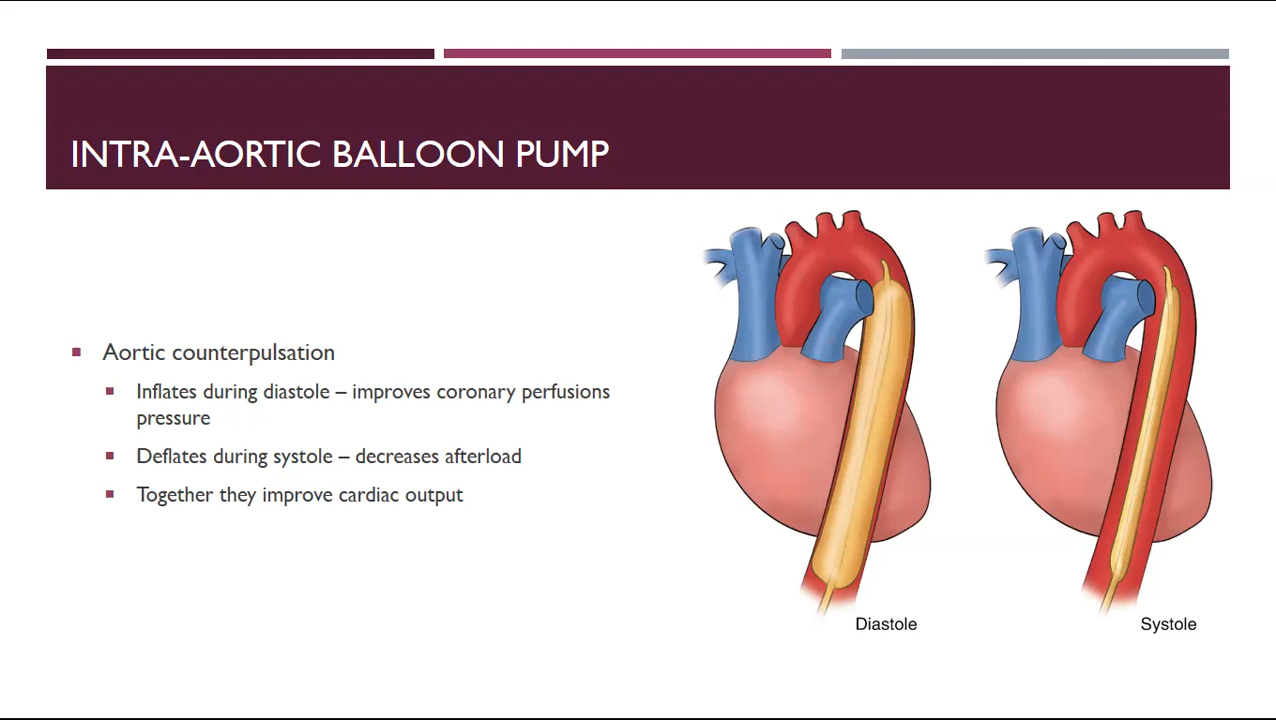 INTRA-AORTIC BALLOON PUMP
Aortic counterpulsation
Inflates during diastole – improves coronary perfusions
pressure
Deflates during systole – decreases afterload
Together they improve cardiac output
Diastole
Systole